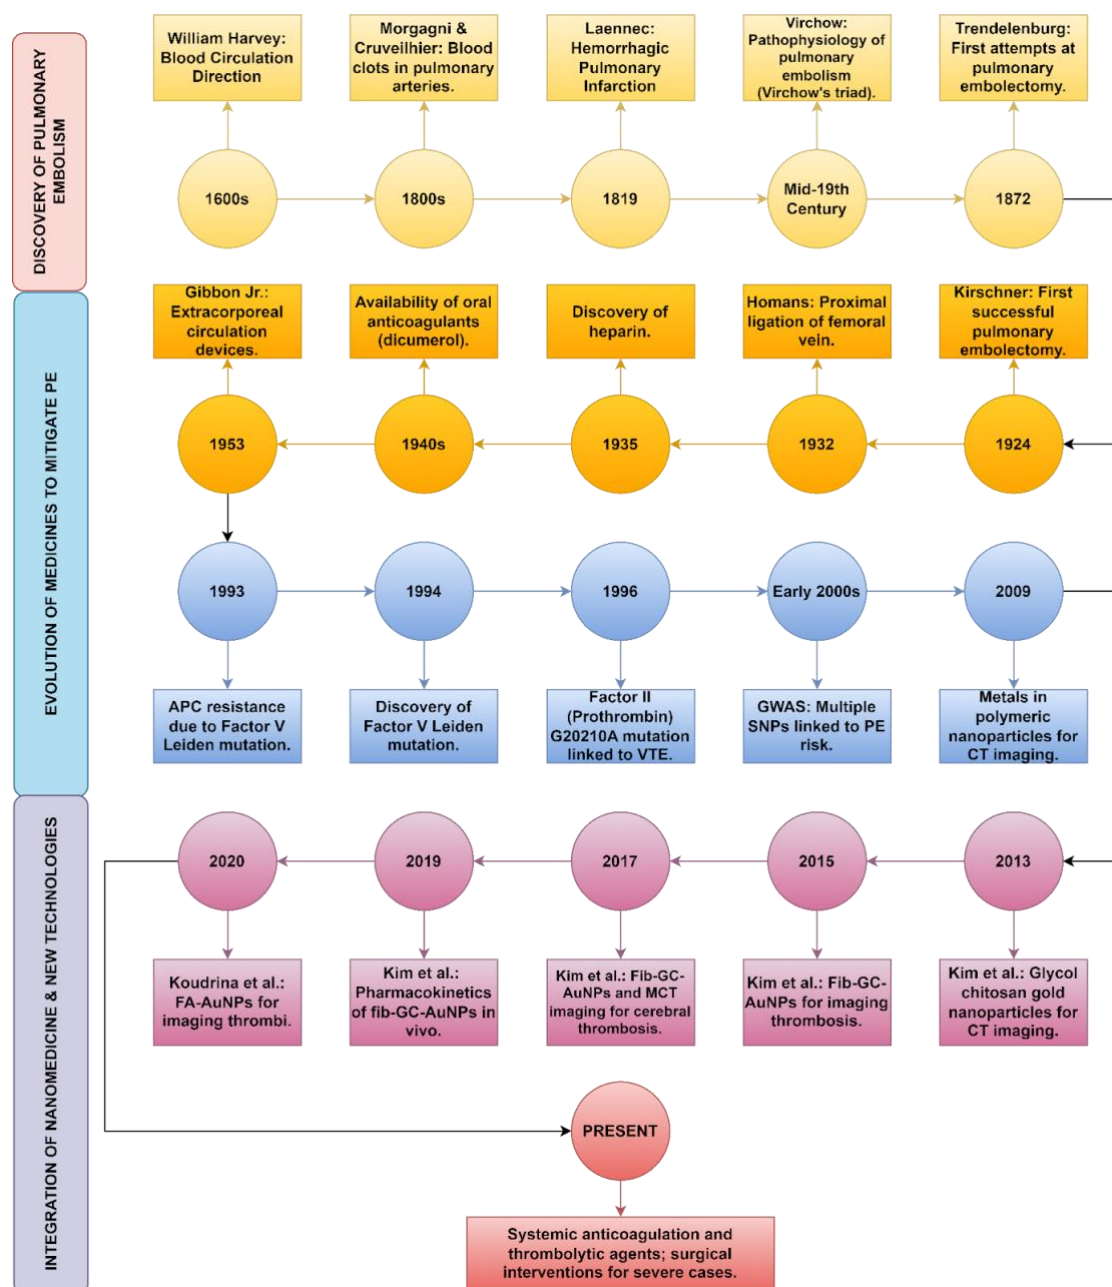 DISCOVERY OF PULMONARY
EMBOLISM
William Harvey:
Blood Circulation
Direction
Morgagni &
Cruveilhier: Blood
clots in pulmonary
arteries.
Laennec:
Hemorrhagic
Pulmonary
Infarction
Virchow:
Pathophysiology of
pulmonary
embolism
(Virchow's triad).
Trendelenburg:
First attempts at
pulmonary
embolectomy.
1600s
1800s
1819
Mid-19th
Century
1872
EVOLUTION OF MEDICINES TO MITIGATE PE
Gibbon Jr.:
Extracorporeal
circulation
devices.
Availability of oral
anticoagulants
(dicumerol).
Discovery of
heparin.
Homans: Proximal
ligation of femoral
vein.
Kirschner: First
successful
pulmonary
embolectomy.
1953
1940s
1935
1932
1924
1993
1994
1996
Early 2000s
2009
APC resistance
due to Factor V
Leiden mutation.
Discovery of
Factor V Leiden
mutation.
Factor II
(Prothrombin)
G20210A mutation
linked to VTE.
GWAS: Multiple
SNPs linked to PE
risk.
Metals in
polymeric
nanoparticles for
CT imaging.
INTEGRATION OF NANOMEDICINE & NEW TECHNOLOGIES
2020
2019
2017
2015
2013
Koudrina et al.:
FA-AuNPs for
imaging thrombi.
Kim et al.:
Pharmacokinetics
of fib-GC-AuNPs in
vivo.
Kim et al.: Fib-GC-
AuNPs and MCT
imaging for cerebral
thrombosis.
Kim et al.: Fib-GC-
AuNPs for imaging
thrombosis.
Kim et al.: Glycol
chitosan gold
nanoparticles for
CT imaging.
PRESENT
Systemic anticoagulation and
thrombolytic agents; surgical
interventions for severe cases.